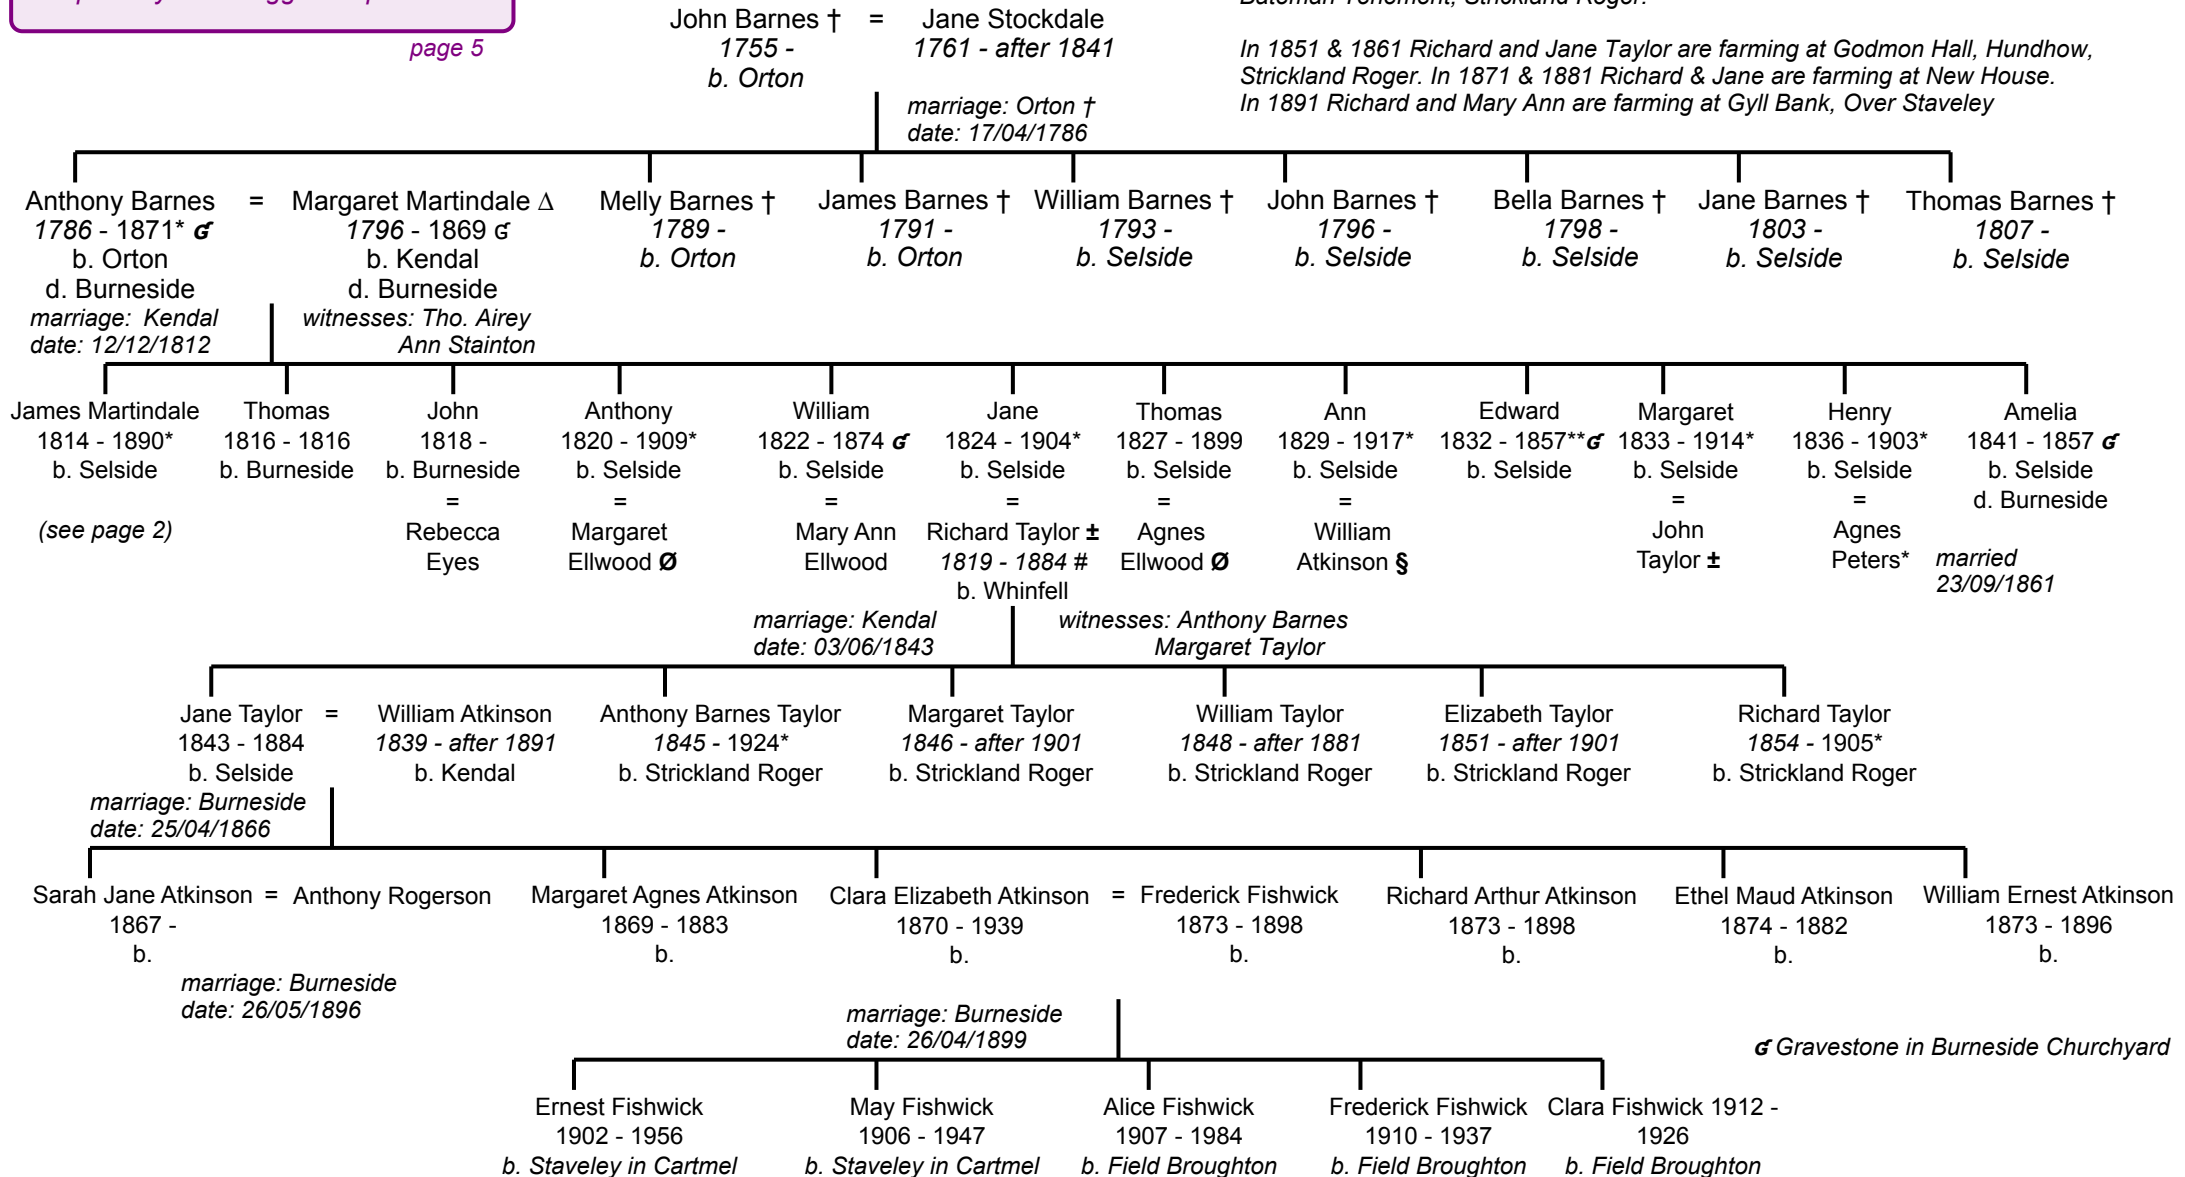 page 5
Bateman Tenement, Strickland Roger.
In 1851 & 1861 Richard and Jane Taylor are farming at Godmon Hall, Hundhow,
Strickland Roger. In 1871 & 1881 Richard & Jane are farming at New House.
In 1891 Richard and Mary Ann are farming at Gyll Bank, Over Staveley
John Barnes † = Jane Stockdale
1755 - 1761 - after 1841
b. Orton
marriage: Orton †
date: 17/04/1786
Anthony Barnes = Margaret Martindale Δ Melly Barnes † James Barnes † William Barnes † John Barnes † Bella Barnes † Jane Barnes † Thomas Barnes †
1786 - 1871* ɠ 1796 - 1869 ɠ 1789 - 1791 - 1793 - 1796 - 1798 - 1803 - 1807 -
b. Orton b. Kendal b. Orton b. Orton b. Selside b. Selside b. Selside b. Selside b. Selside
d. Burneside d. Burneside
marriage: Kendal witnesses: Tho. Airey
date: 12/12/1812 Ann Stainton
James Martindale Thomas John Anthony William Jane Thomas Ann Edward Margaret Henry Amelia
1814 - 1890* 1816 - 1816 1818 - 1820 - 1909* 1822 - 1874 ɠ 1824 - 1904* 1827 - 1899 1829 - 1917* 1832 - 1857**ɠ 1833 - 1914* 1836 - 1903* 1841 - 1857 ɠ
b. Selside b. Burneside b. Burneside b. Selside b. Selside b. Selside b. Selside b. Selside b. Selside b. Selside b. Selside b. Selside
= = = = = = = = d. Burneside
(see page 2) Rebecca Margaret Mary Ann Richard Taylor ± Agnes William John Agnes
Eyes Ellwood Ø Ellwood 1819 - 1884 # Ellwood Ø Atkinson § Taylor ± Peters* married
b. Whinfell 23/09/1861
marriage: Kendal witnesses: Anthony Barnes
date: 03/06/1843 Margaret Taylor
Jane Taylor = William Atkinson Anthony Barnes Taylor Margaret Taylor William Taylor Elizabeth Taylor Richard Taylor
1843 - 1884 1839 - after 1891 1845 - 1924* 1846 - after 1901 1848 - after 1881 1851 - after 1901 1854 - 1905*
b. Selside b. Kendal b. Strickland Roger b. Strickland Roger b. Strickland Roger b. Strickland Roger b. Strickland Roger
marriage: Burneside
date: 25/04/1866
Sarah Jane Atkinson = Anthony Rogerson Margaret Agnes Atkinson Clara Elizabeth Atkinson = Frederick Fishwick Richard Arthur Atkinson Ethel Maud Atkinson William Ernest Atkinson
1867 - 1869 - 1883 1870 - 1939 1873 - 1898 1873 - 1898 1874 - 1882 1873 - 1896
b. b. b. b. b. b. b.
marriage: Burneside
date: 26/05/1896
marriage: Burneside
date: 26/04/1899
ɠ Gravestone in Burneside Churchyard
Ernest Fishwick May Fishwick Alice Fishwick Frederick Fishwick Clara Fishwick 1912 -
1902 - 1956 1906 - 1947 1907 - 1984 1910 - 1937 1926
b. Staveley in Cartmel b. Staveley in Cartmel b. Field Broughton b. Field Broughton b. Field Broughton